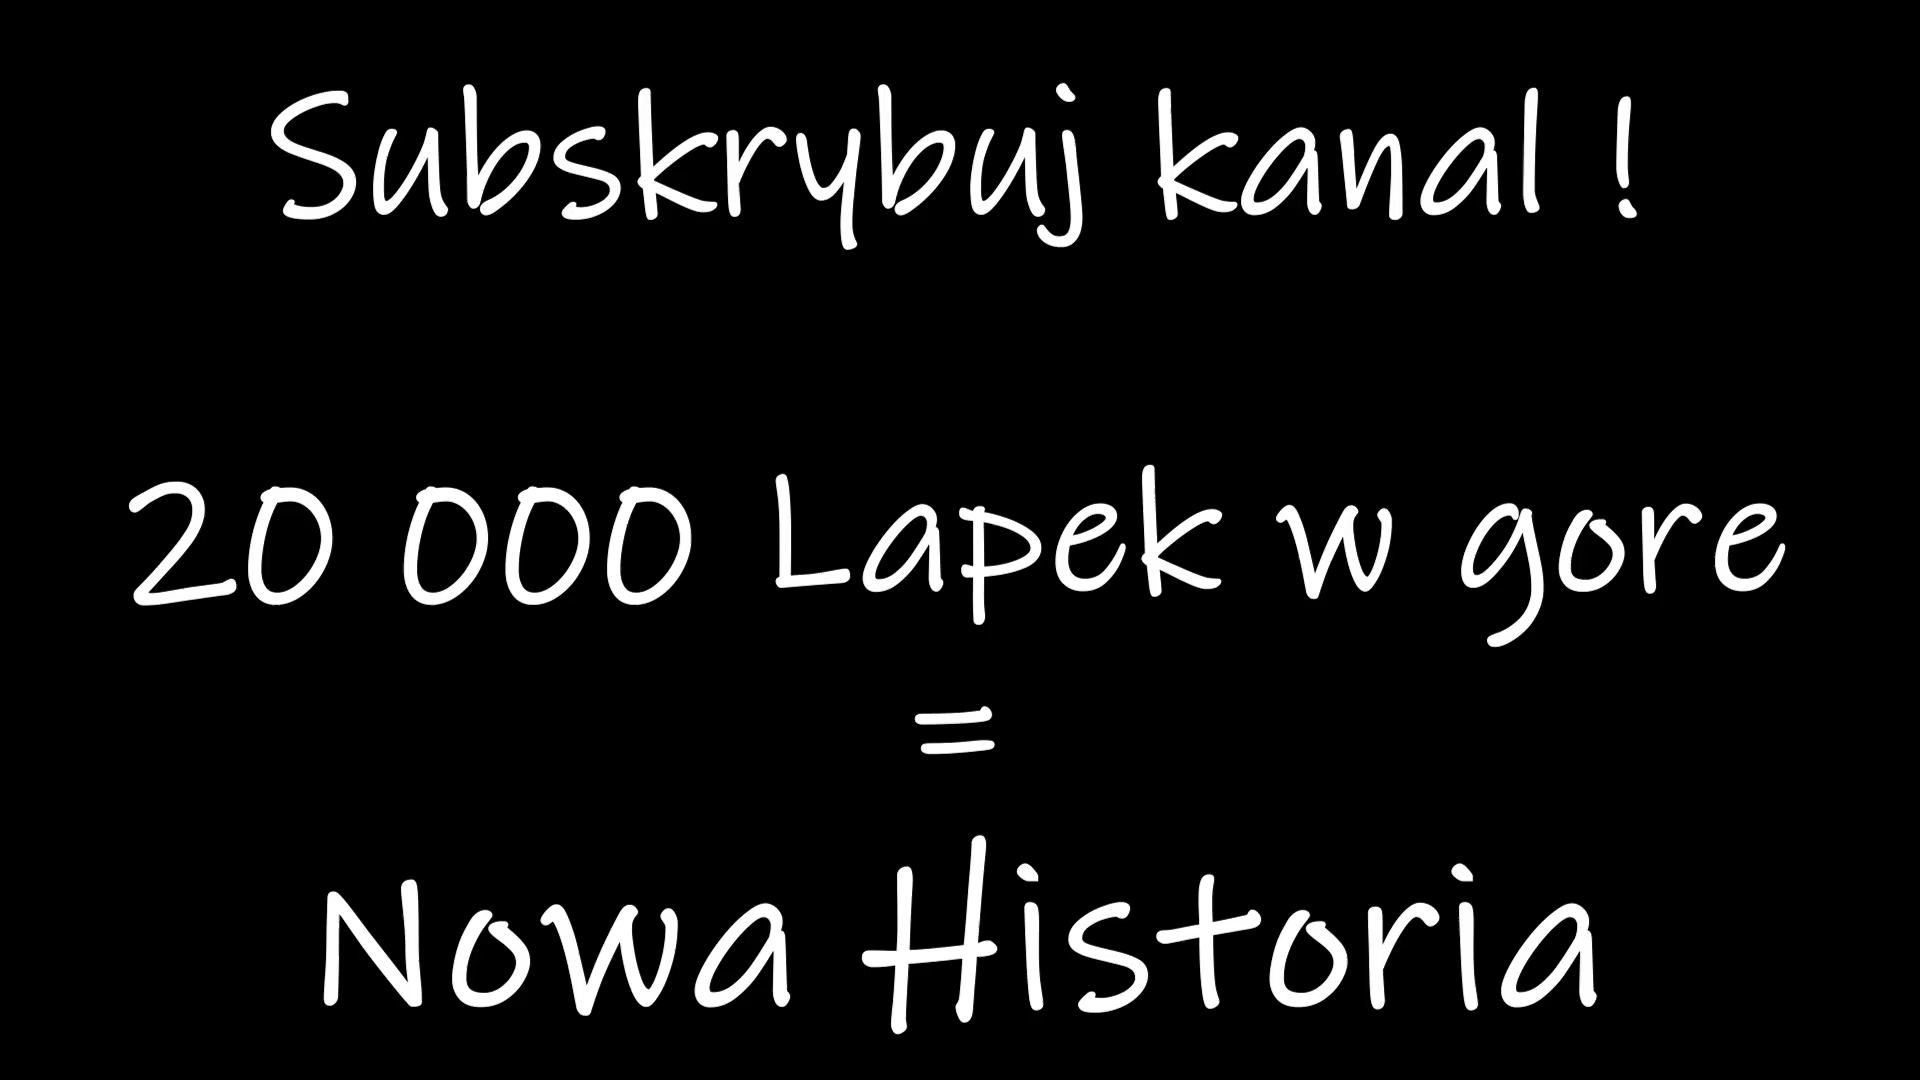 Subskrybuj kanal !
20 000 Lapek w gore
=
Nowa Historia